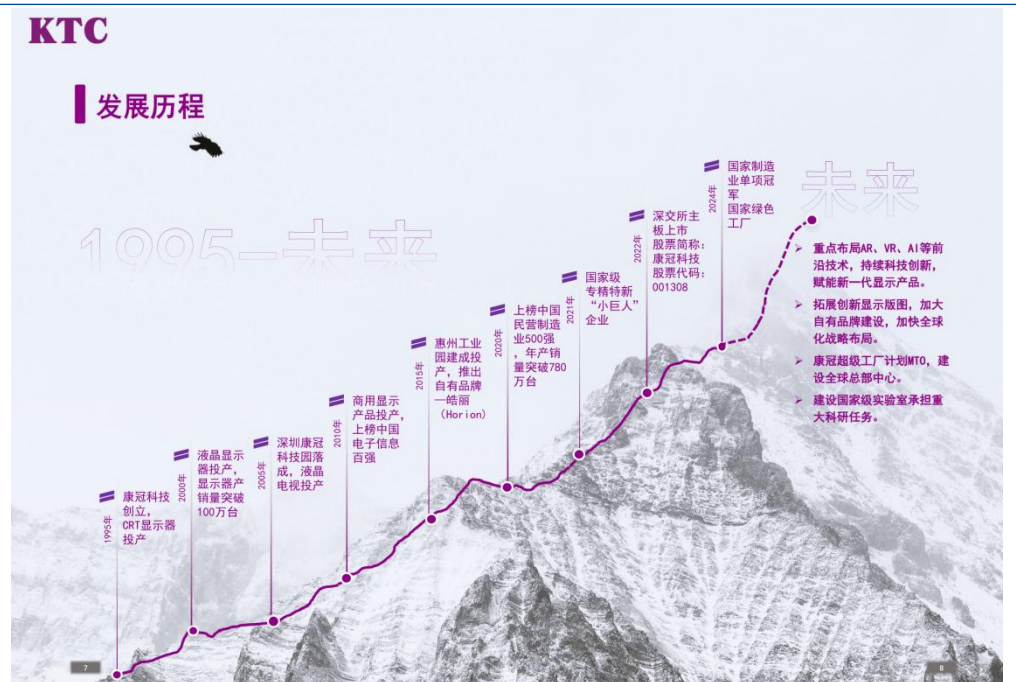 KTC
发展历程
1995-未来
1995年
康冠科技
创立，
CRT显示器
投产
2000年
液晶显示
器投产，
显示器产
销量突破
100万台
2005年
深圳康冠
科技园落
成，液晶
电视投产
2010年
商用显示
产品投产，
上榜中国
电子信息
百强
2015年
惠州工业
园建成投
产，推出
自有品牌
—皓丽
（Horion)
2020年
上榜中国
民营制造
业500强
，年产销
量突破780
万台
2021年
国家级
专精特新
“小巨人”
企业
2022年
深交所主
板上市
股票简称：
康冠科技
股票代码：
001308
2024年
国家制造
业单项冠
军
国家绿色
工厂
未来
➢ 重点布局AR、VR、AI等前
沿技术，持续科技创新，
赋能新一代显示产品。
➢ 拓展创新显示版图，加大
自有品牌建设，加快全球
化战略布局。
➢ 康冠超级工厂计划MTO，建
设全球总部中心。
➢ 建设国家级实验室承担重
大科研任务。
7
8